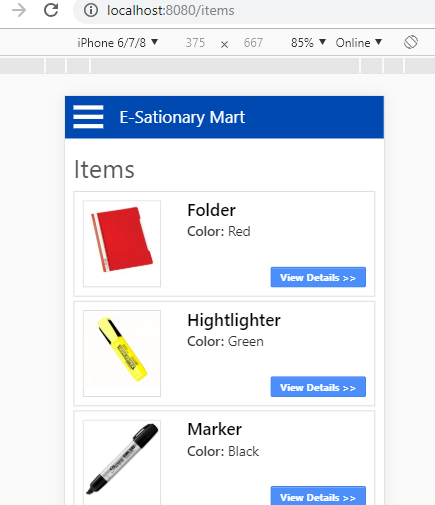 localhost:8080/items
iPhone 6/7/8 ▼ 375 x 667 85% ▼ Online ▼
E-Sationary Mart
Items
Folder
Color: Red
View Details >>
Hightlighter
Color: Green
View Details >>
Marker
Color: Black
View Details >>